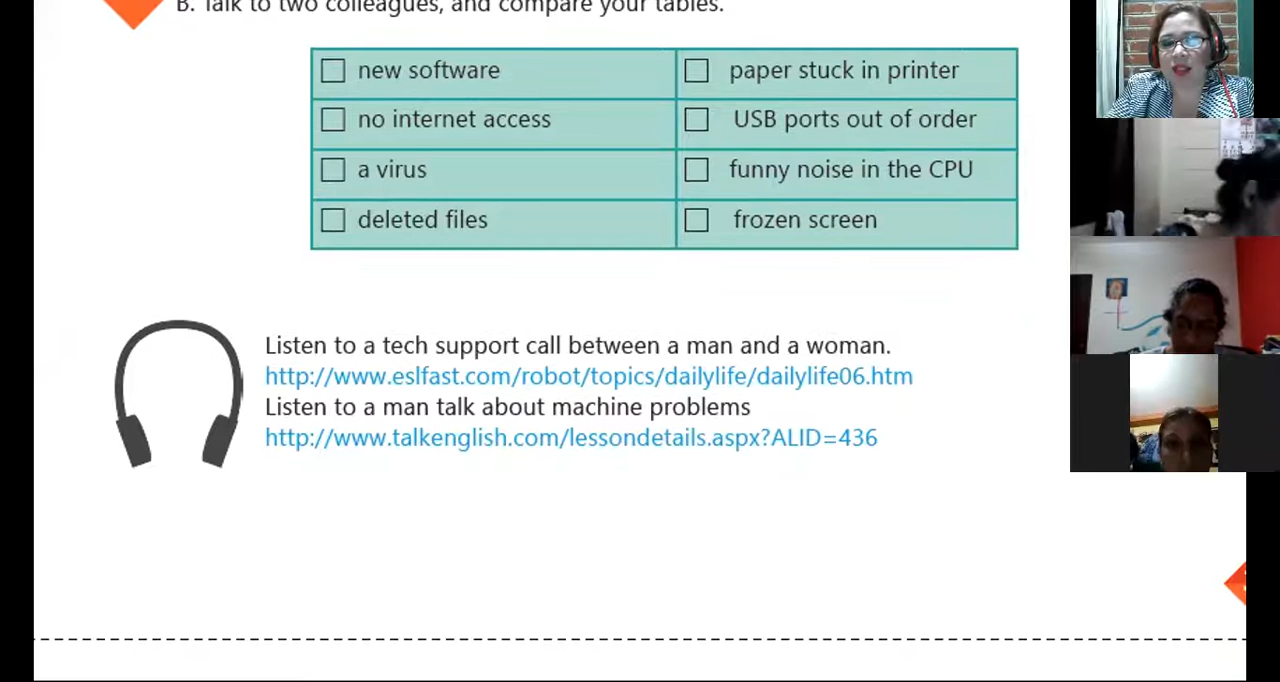 B. Talk to two colleagues, and compare your tables.
new software
paper stuck in printer
no internet access
USB ports out of order
a virus
funny noise in the CPU
deleted files
frozen screen
Listen to a tech support call between a man and a woman.
http://www.eslfast.com/robot/topics/dailylife/dailylife06.htm
Listen to a man talk about machine problems
http://www.talkenglish.com/lessondetails.aspx?ALID=436